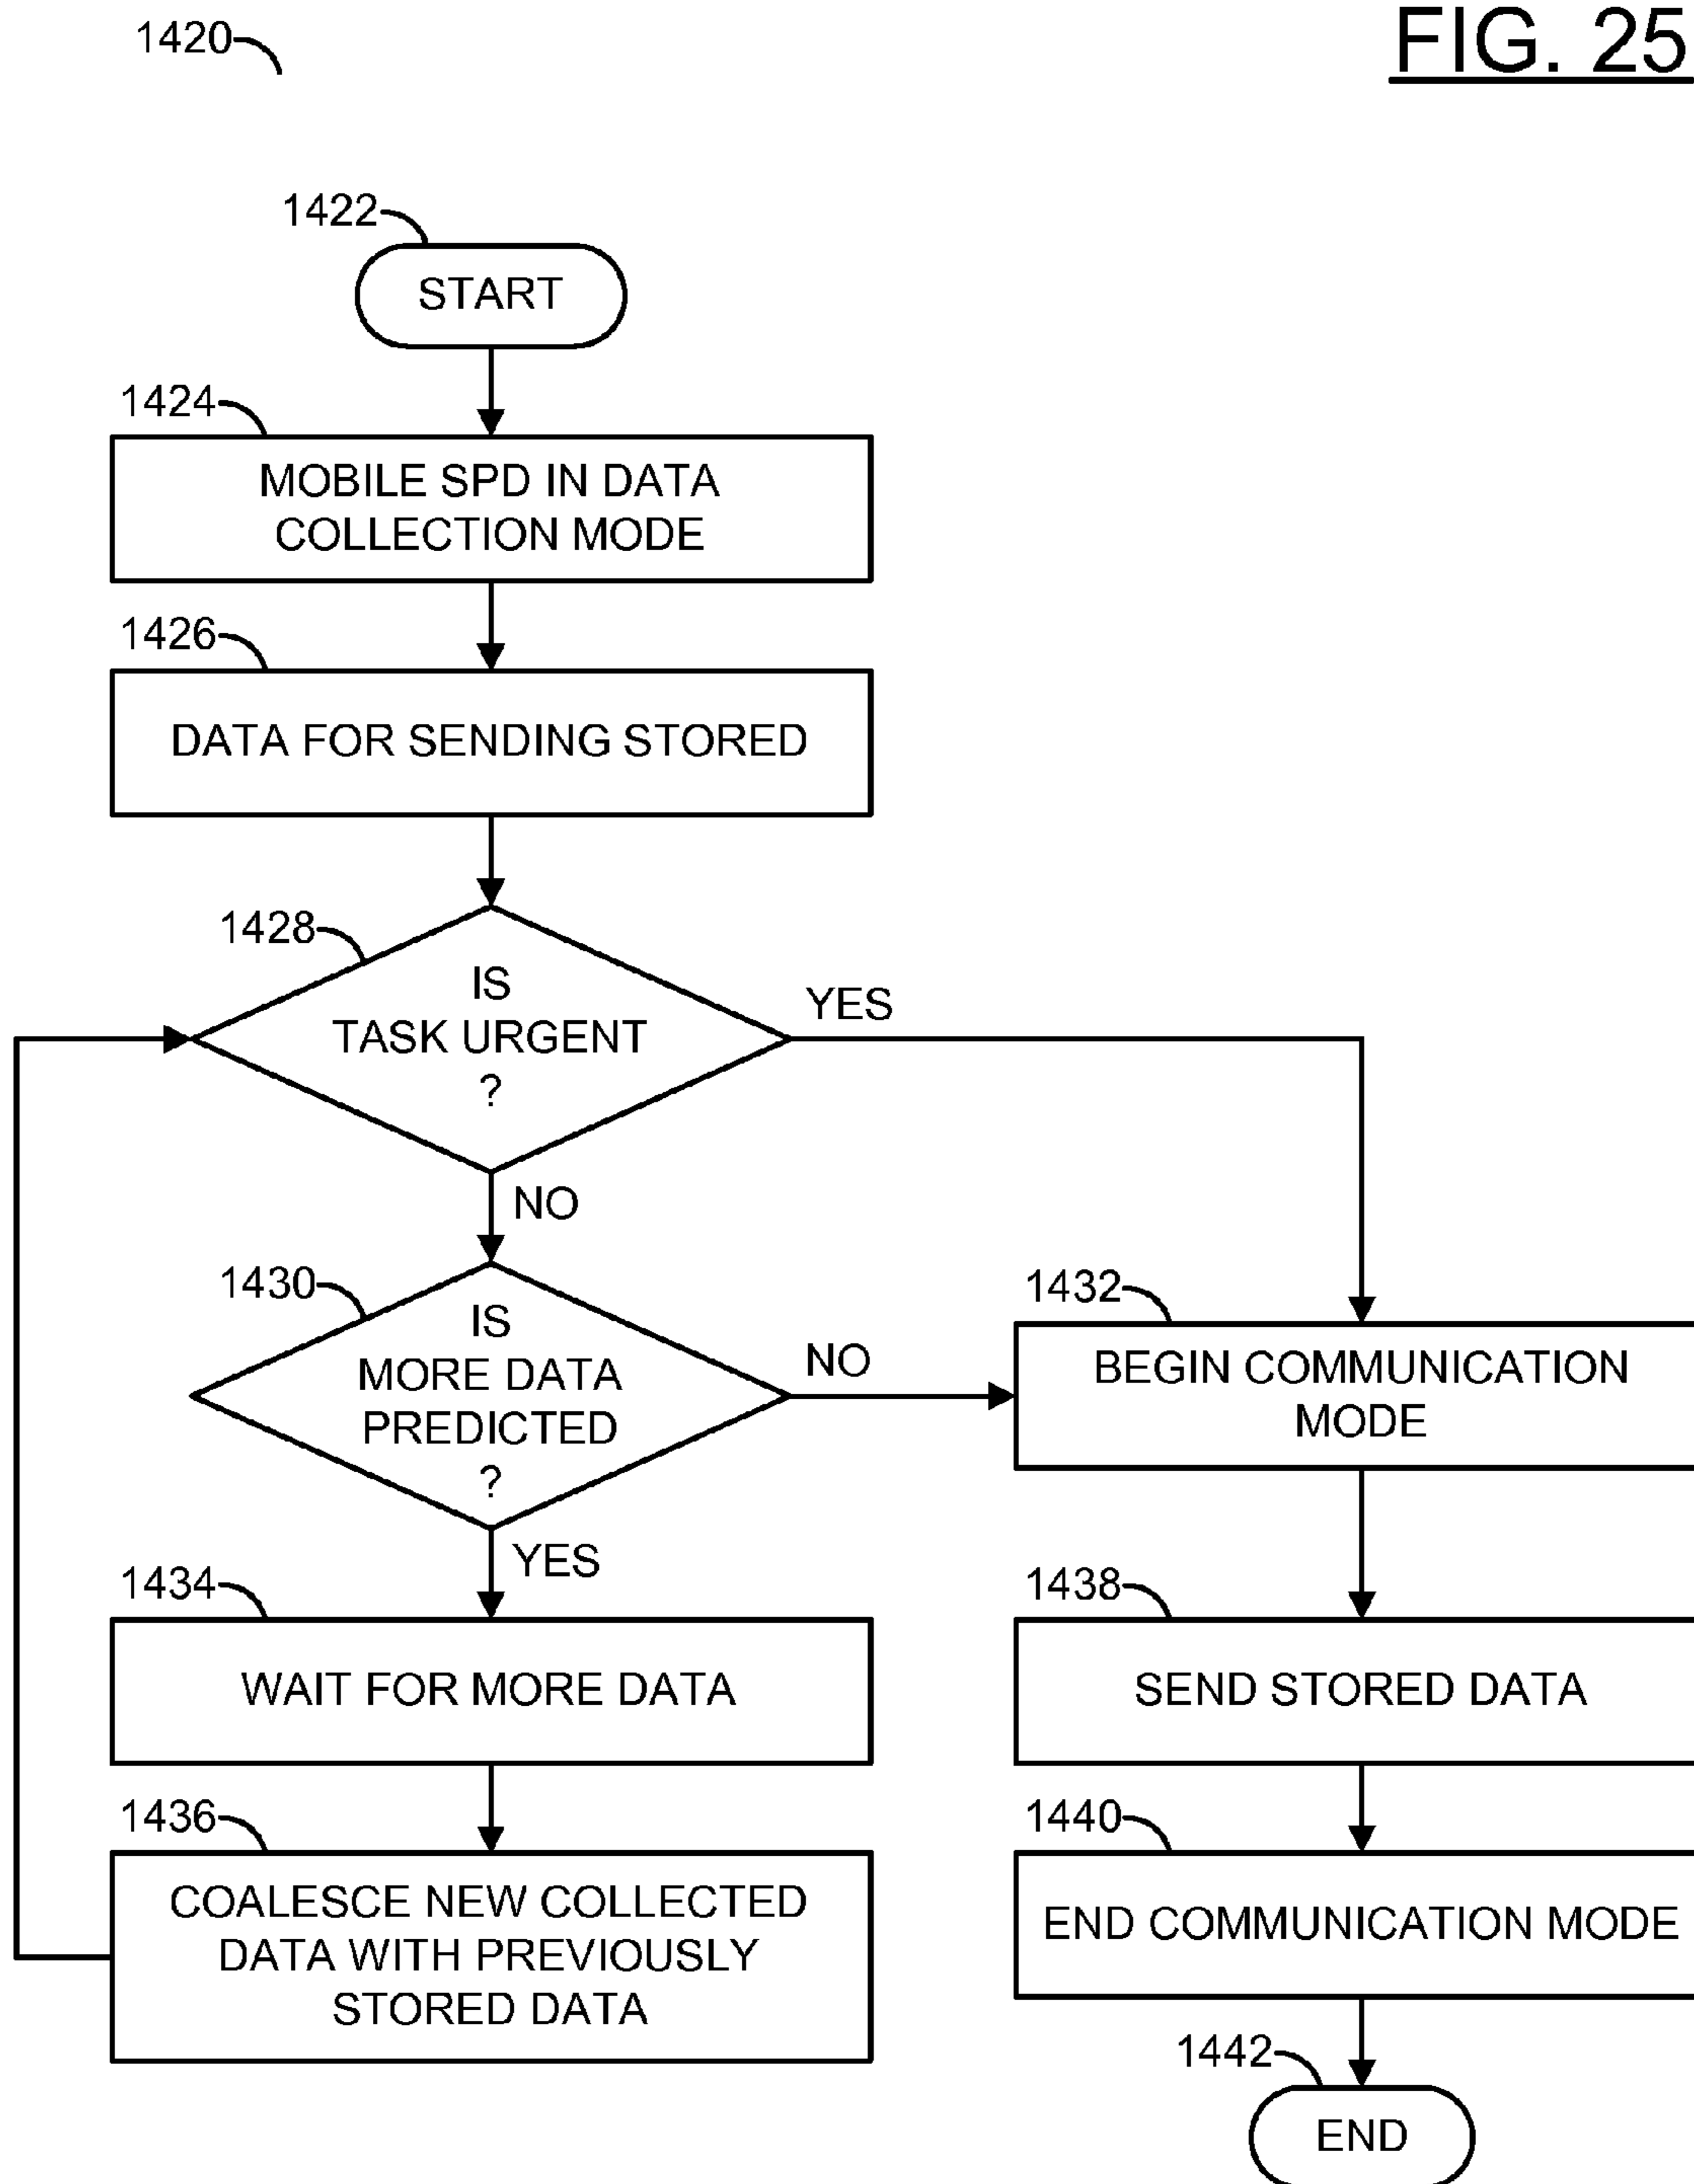 FIG. 25
1420
1422
START
1424
MOBILE SPD IN DATA
COLLECTION MODE
1426
DATA FOR SENDING STORED
1428
IS
TASK URGENT
?
YES
NO
1430
IS
MORE DATA
PREDICTED
?
NO
YES
1432
BEGIN COMMUNICATION
MODE
1434
WAIT FOR MORE DATA
1438
SEND STORED DATA
1436
COALESCE NEW COLLECTED
DATA WITH PREVIOUSLY
STORED DATA
1440
END COMMUNICATION MODE
1442
END